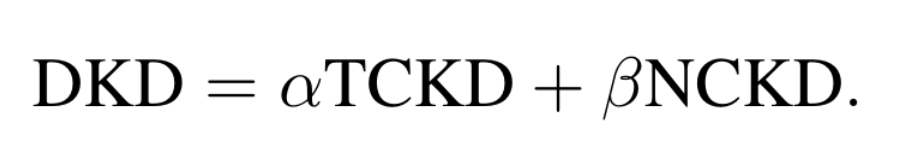 DKD = αTCKD + βNCKD.